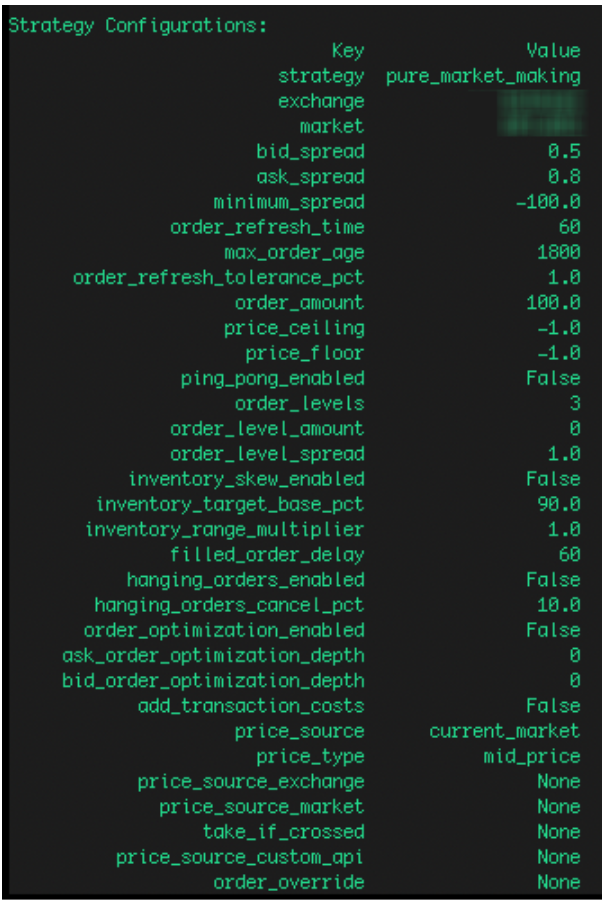 Strategy Configurations:
Key Value
strategy pure_market_making
exchange
market
bid_spread 0.5
ask_spread 0.8
minimum_spread -100.0
order_refresh_time 60
max_order_age 1800
order_refresh_tolerance_pct 1.0
order_amount 100.0
price_ceiling -1.0
price_floor -1.0
ping_pong_enabled False
order_levels 3
order_level_amount 0
order_level_spread 1.0
inventory_skew_enabled False
inventory_target_base_pct 90.0
inventory_range_multiplier 1.0
filled_order_delay 60
hanging_orders_enabled False
hanging_orders_cancel_pct 10.0
order_optimization_enabled False
ask_order_optimization_depth 0
bid_order_optimization_depth 0
add_transaction_costs False
price_source current_market
price_type mid_price
price_source_exchange None
price_source_market None
take_if_crossed None
price_source_custom_api None
order_override None